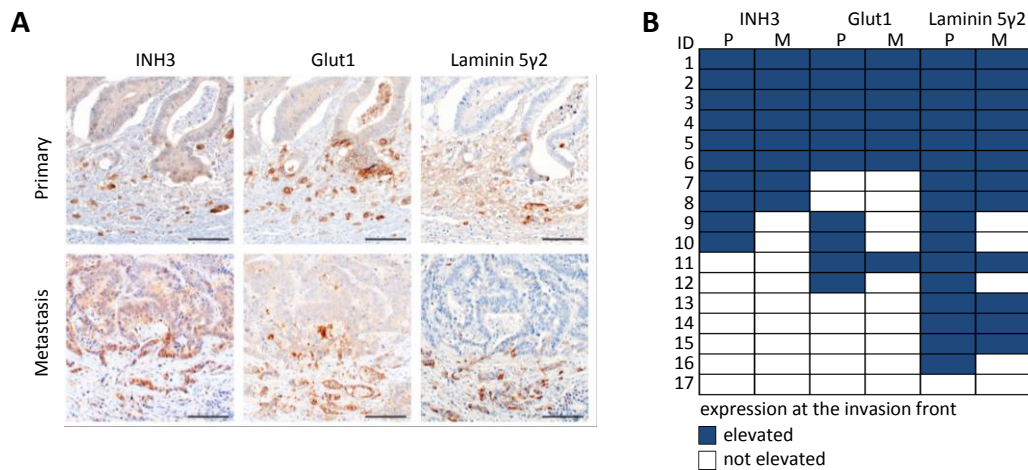 A
INH3 Glut1 Laminin 5γ2
Primary
Metastasis
B
INH3 Glut1 Laminin 5γ2
ID P M P M P M
1
2
3
4
5
6
7
8
9
10
11
12
13
14
15
16
17
expression at the invasion front
elevated
not elevated